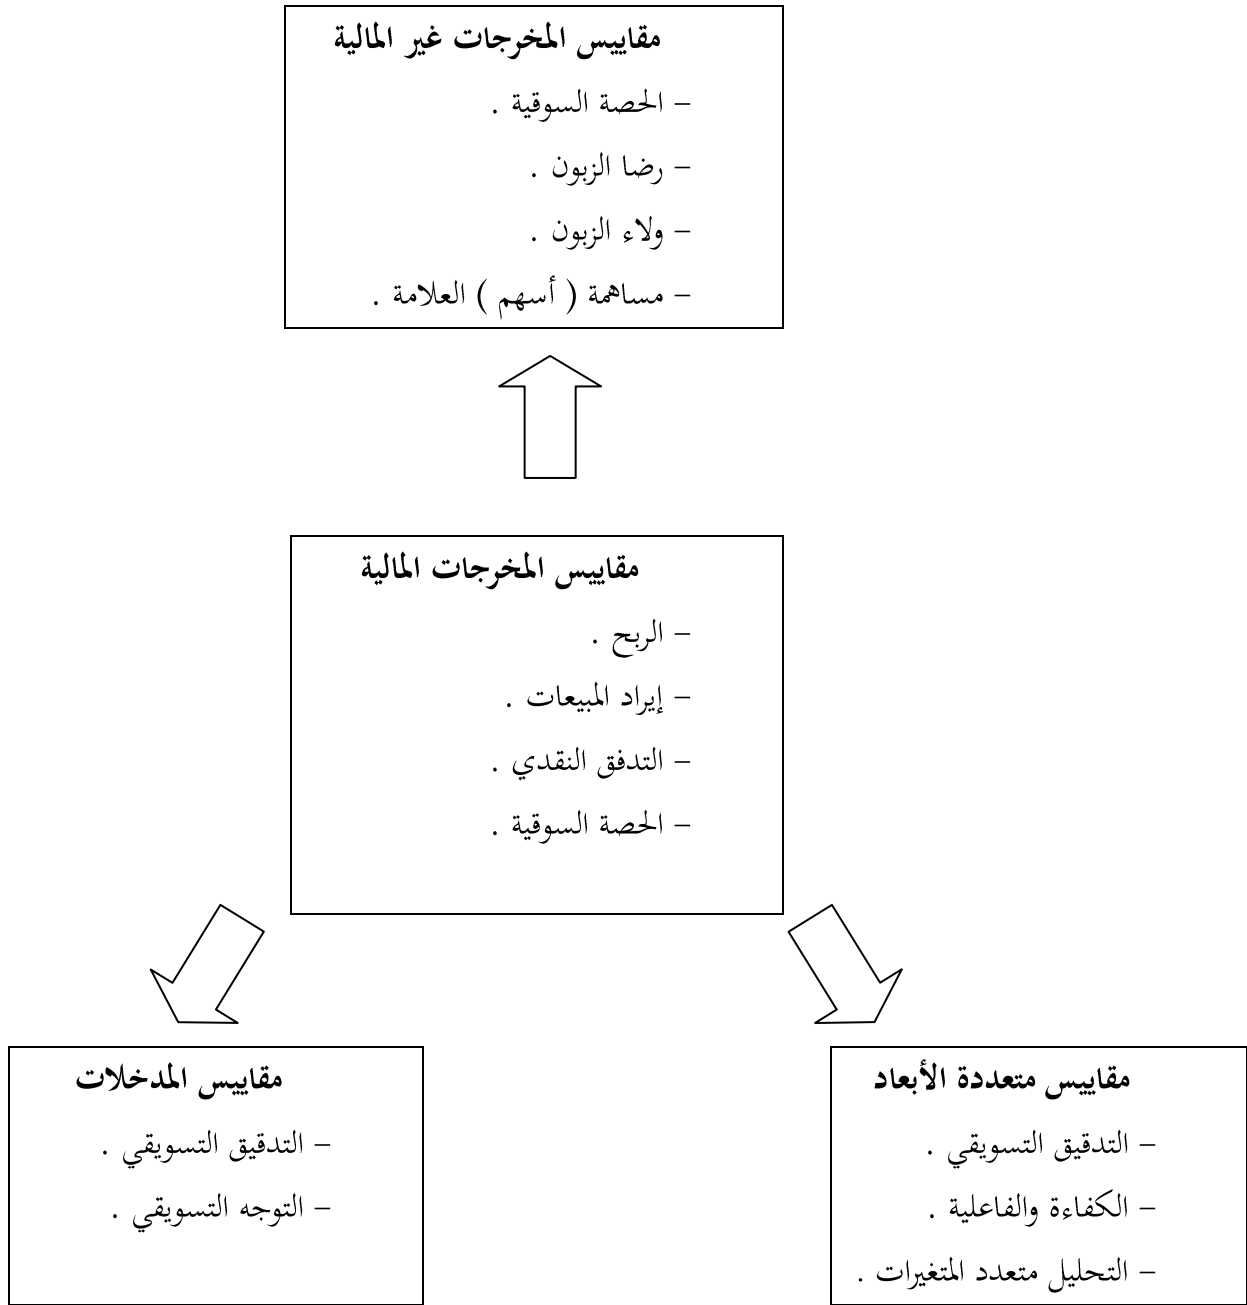 مقاييس المخرجات غير المالية
– الحصة السوقية .
– رضا الزبون .
– ولاء الزبون .
– مساهمة ( أسهم ) العلامة .
مقاييس المخرجات المالية
– الربح .
– إيراد المبيعات .
– التدفق النقدي .
– الحصة السوقية .
مقاييس متعددة الأبعاد
– التدقيق التسويقي .
– الكفاءة والفاعلية .
– التحليل متعدد المتغيرات .
مقاييس المدخلات
– التدقيق التسويقي .
– التوجه التسويقي .